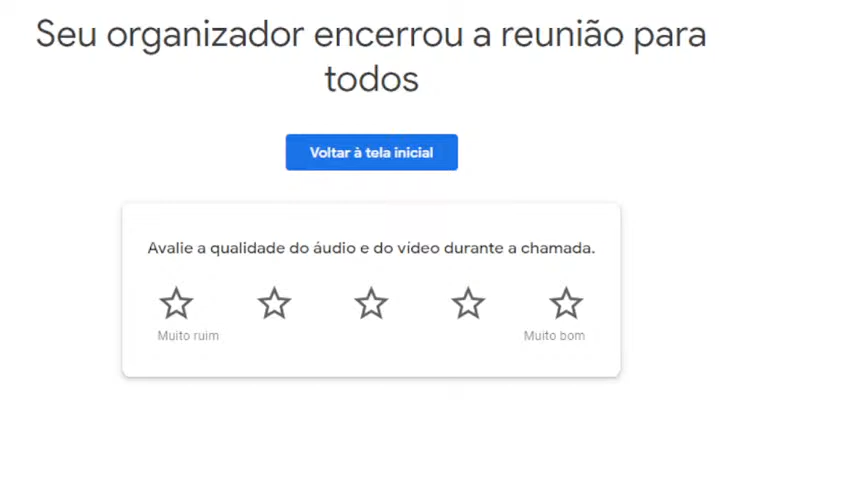 Seu organizador encerrou a reunião para
todos
Voltar à tela inicial
Avalie a qualidade do áudio e do vídeo durante a chamada.
Muito ruim
Muito bom